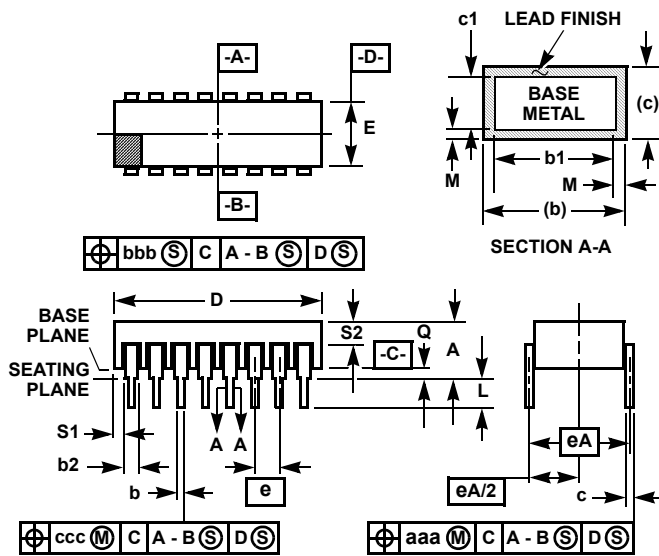 -A-
-D-
E
-B-
⌖ bbb Ⓢ C A - B Ⓢ D Ⓢ
c1
LEAD FINISH
BASE
METAL
(c)
M
b1
M
(b)
SECTION A-A
D
BASE
PLANE
SEATING
PLANE
S2
Q
-C-
A
L
S1
b2
b
A
A
e
eA
eA/2
c
⌖ ccc Ⓜ C A - B Ⓢ D Ⓢ
⌖ aaa Ⓜ C A - B Ⓢ D Ⓢ